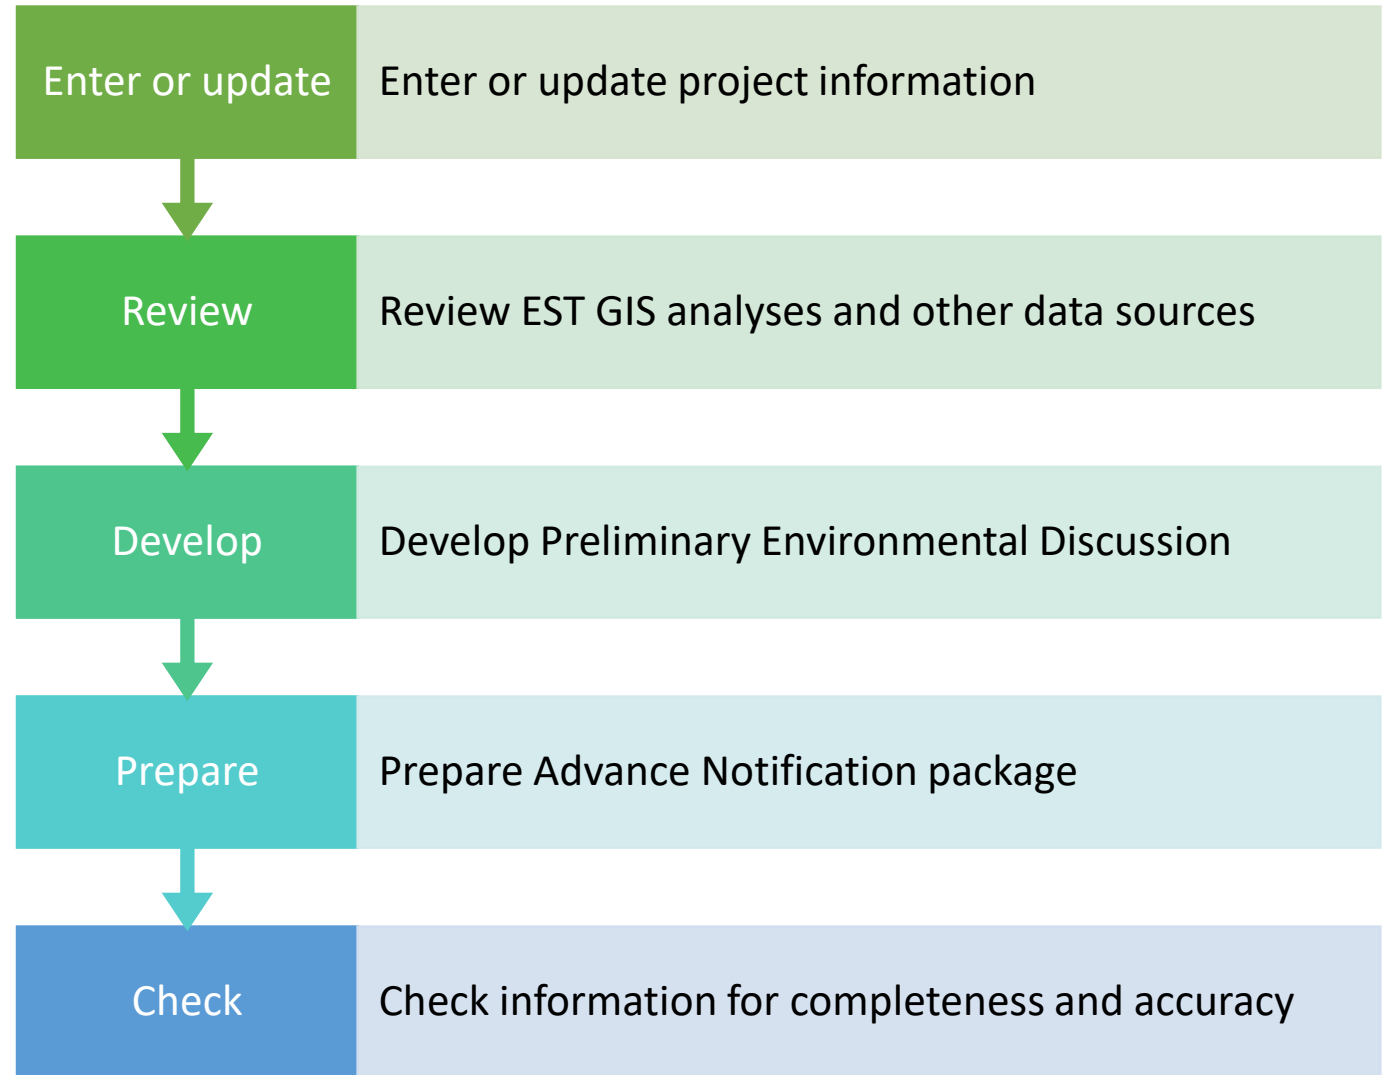 Enter or update
Enter or update project information
Review
Review EST GIS analyses and other data sources
Develop
Develop Preliminary Environmental Discussion
Prepare
Prepare Advance Notification package
Check
Check information for completeness and accuracy